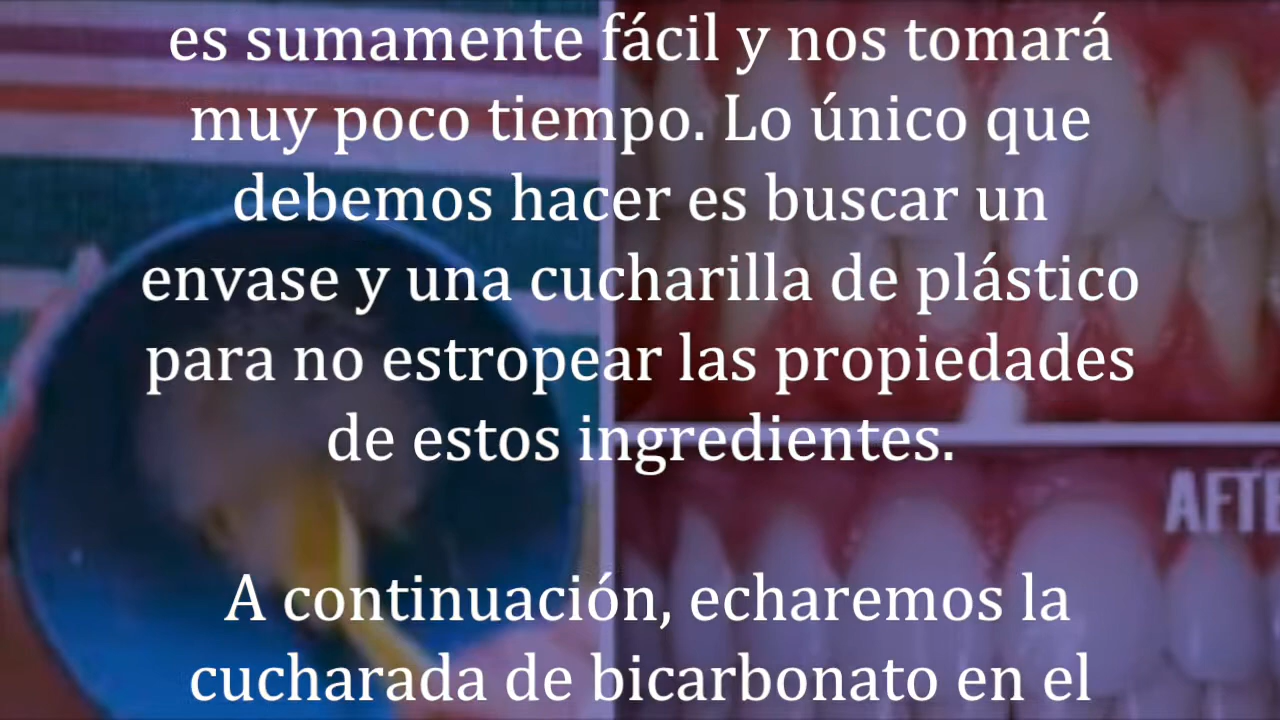 es sumamente fácil y nos tomará
muy poco tiempo. Lo único que
debemos hacer es buscar un
envase y una cucharilla de plástico
para no estropear las propiedades
de estos ingredientes.
AFTE
A continuación, echaremos la
cucharada de bicarbonato en el